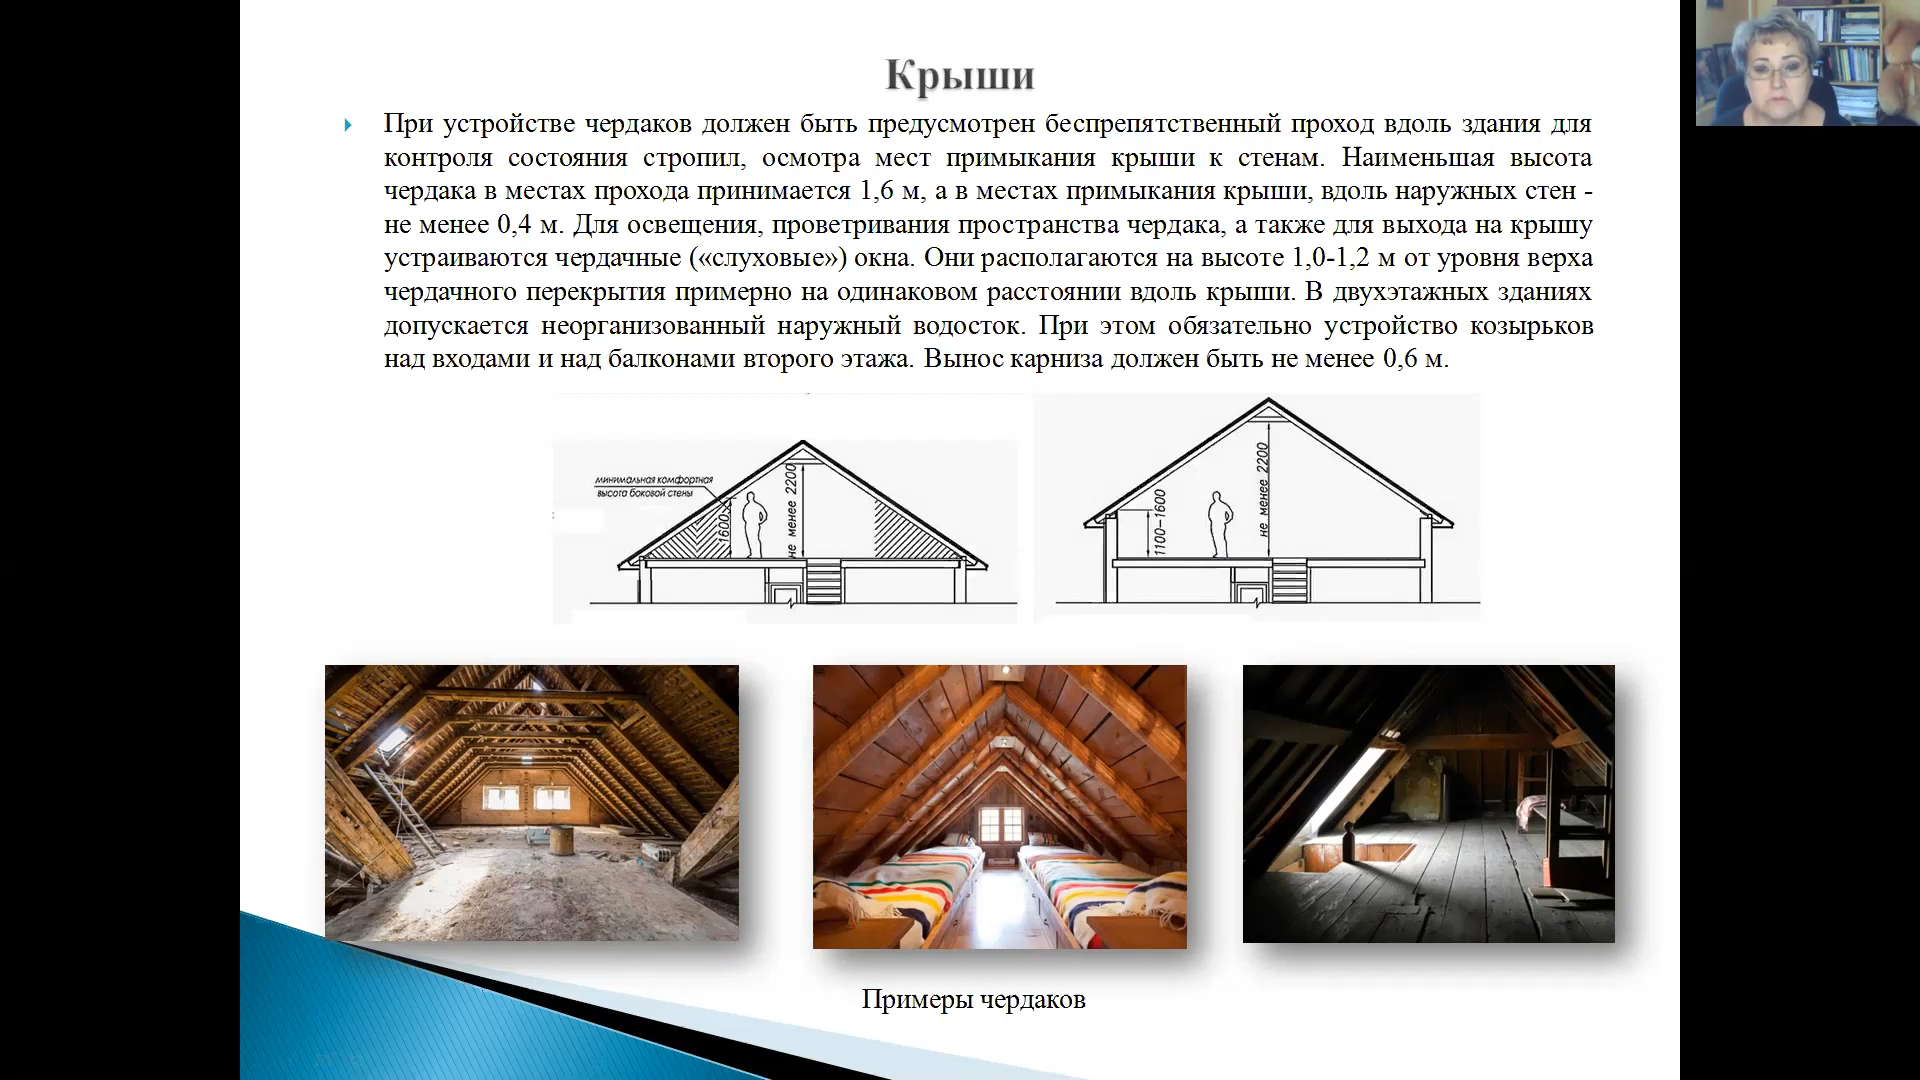 Крыши
При устройстве чердаков должен быть предусмотрен беспрепятственный проход вдоль здания для
контроля состояния стропил, осмотра мест примыкания крыши к стенам. Наименьшая высота
чердака в местах прохода принимается 1,6 м, а в местах примыкания крыши, вдоль наружных стен -
не менее 0,4 м. Для освещения, проветривания пространства чердака, а также для выхода на крышу
устраиваются чердачные («слуховые») окна. Они располагаются на высоте 1,0-1,2 м от уровня верха
чердачного перекрытия примерно на одинаковом расстоянии вдоль крыши. В двухэтажных зданиях
допускается неорганизованный наружный водосток. При этом обязательно устройство козырьков
над входами и над балконами второго этажа. Вынос карниза должен быть не менее 0,6 м.
минимальная комфортная
высота боковой стены
1600
не менее 2200
1100-1600
не менее 2200
Примеры чердаков